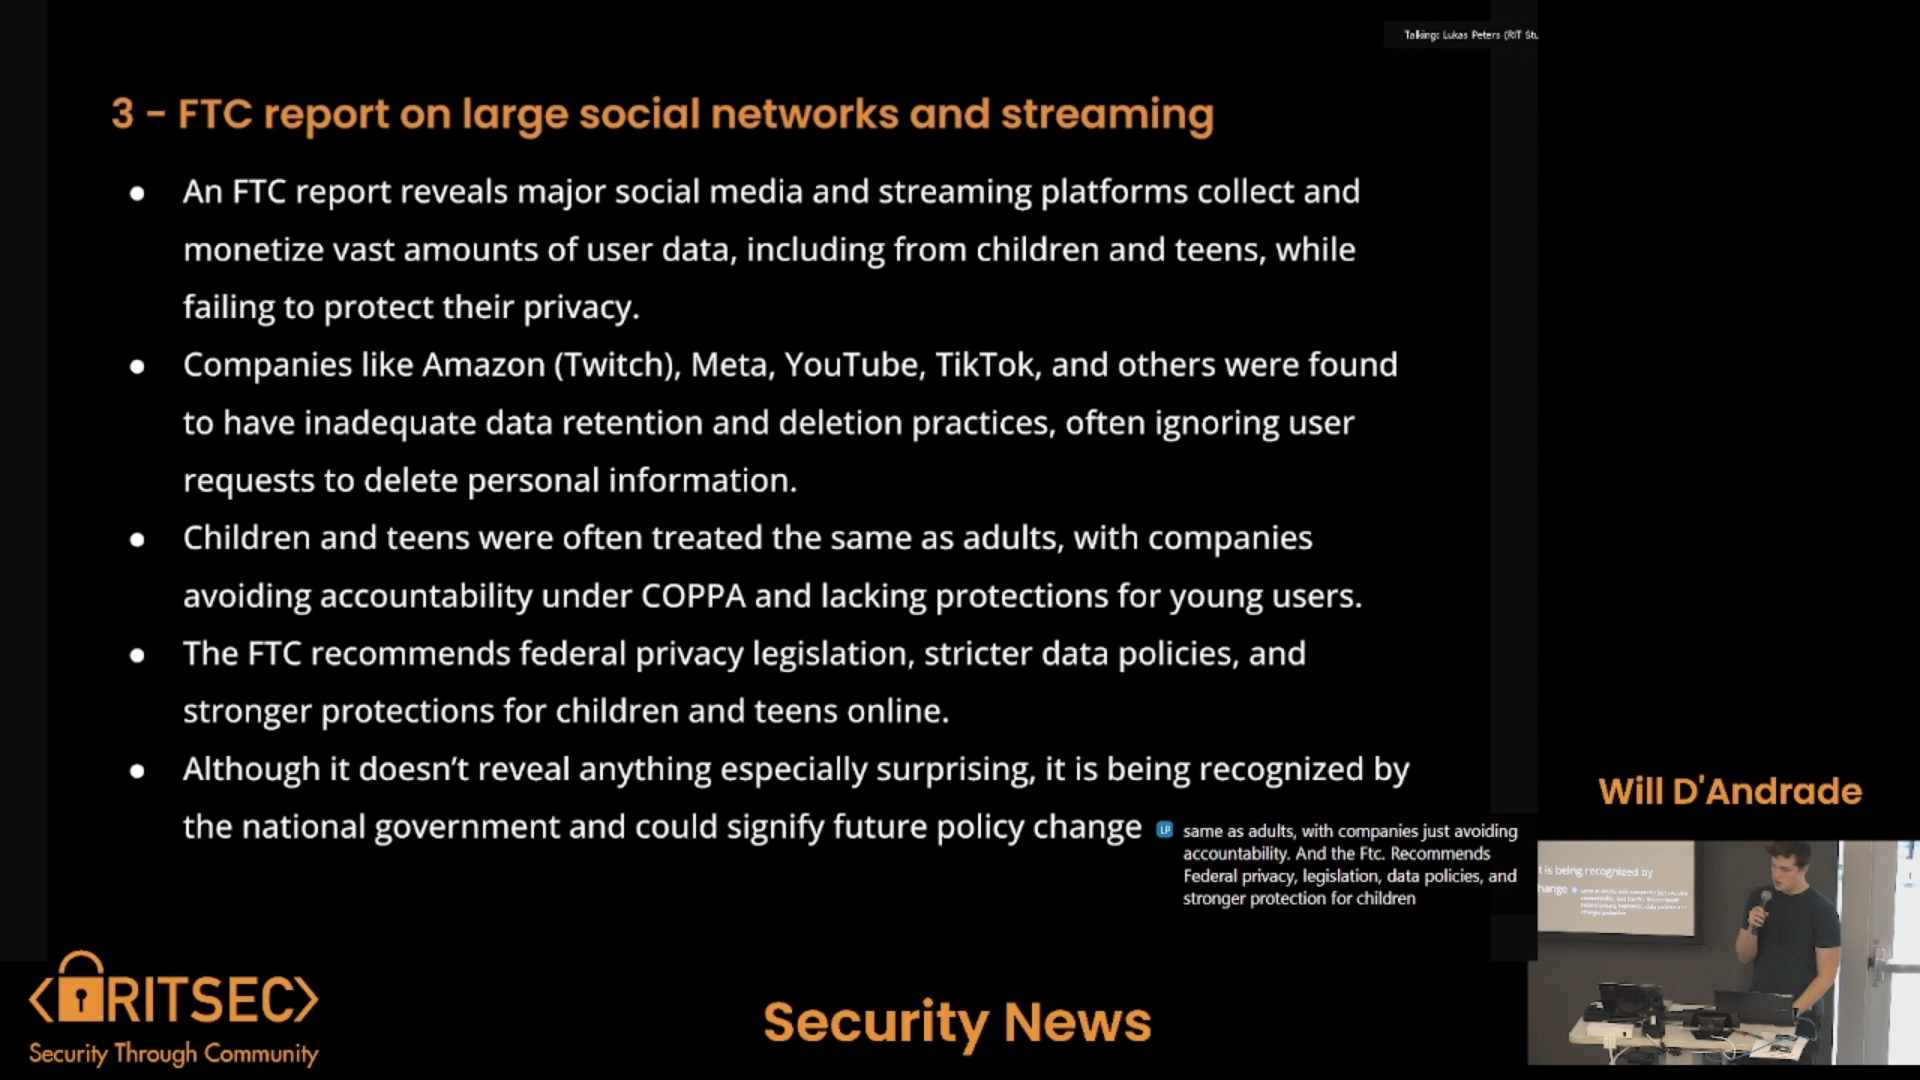 Talking: Lukas Peters (RIT St.
3 – FTC report on large social networks and streaming
● An FTC report reveals major social media and streaming platforms collect and
monetize vast amounts of user data, including from children and teens, while
failing to protect their privacy.
● Companies like Amazon (Twitch), Meta, YouTube, TikTok, and others were found
to have inadequate data retention and deletion practices, often ignoring user
requests to delete personal information.
● Children and teens were often treated the same as adults, with companies
avoiding accountability under COPPA and lacking protections for young users.
● The FTC recommends federal privacy legislation, stricter data policies, and
stronger protections for children and teens online.
● Although it doesn't reveal anything especially surprising, it is being recognized by
the national government and could signify future policy change
LP
same as adults, with companies just avoiding
accountability. And the Ftc. Recommends
Federal privacy, legislation, data policies, and
stronger protection for children
Will D'Andrade
t is being recognized by
hange
<RITSEC>
Security Through Community
Security News